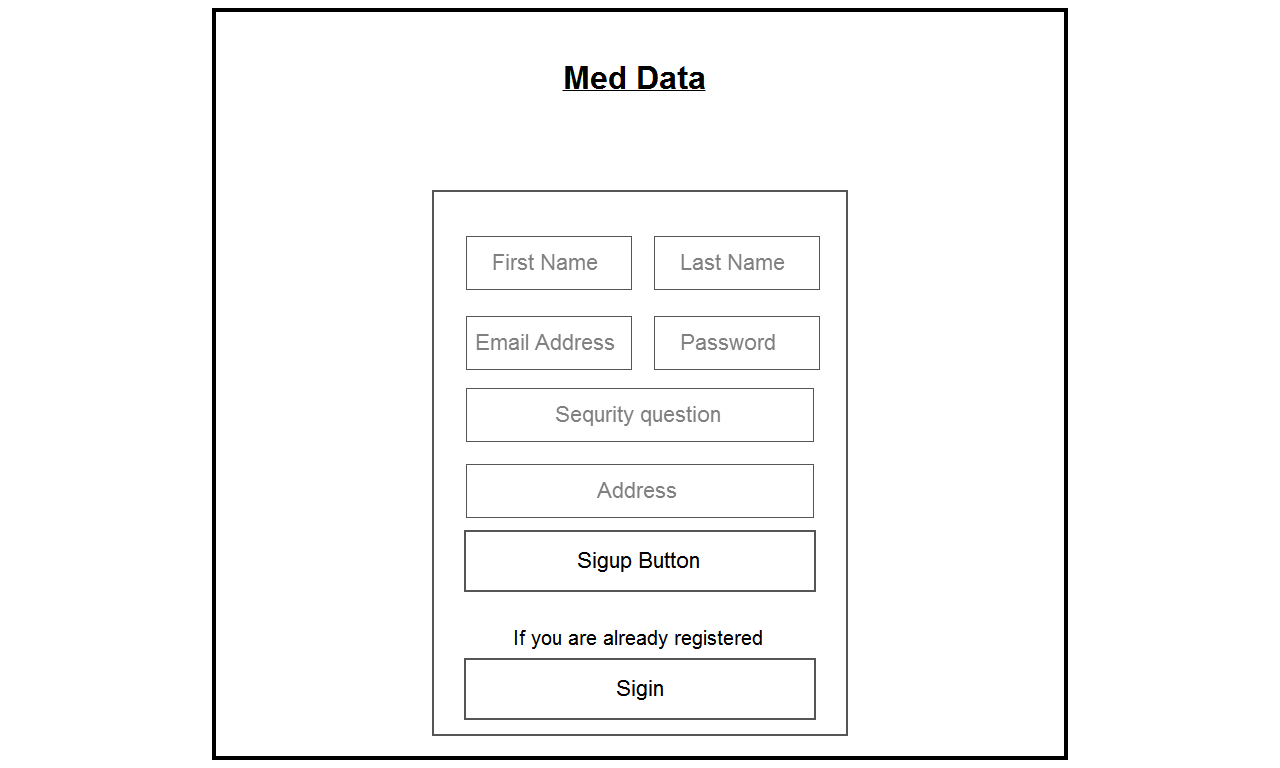 Med Data
First Name Last Name
Email Address Password
Sequrity question
Address
Sigup Button
If you are already registered
Sigin